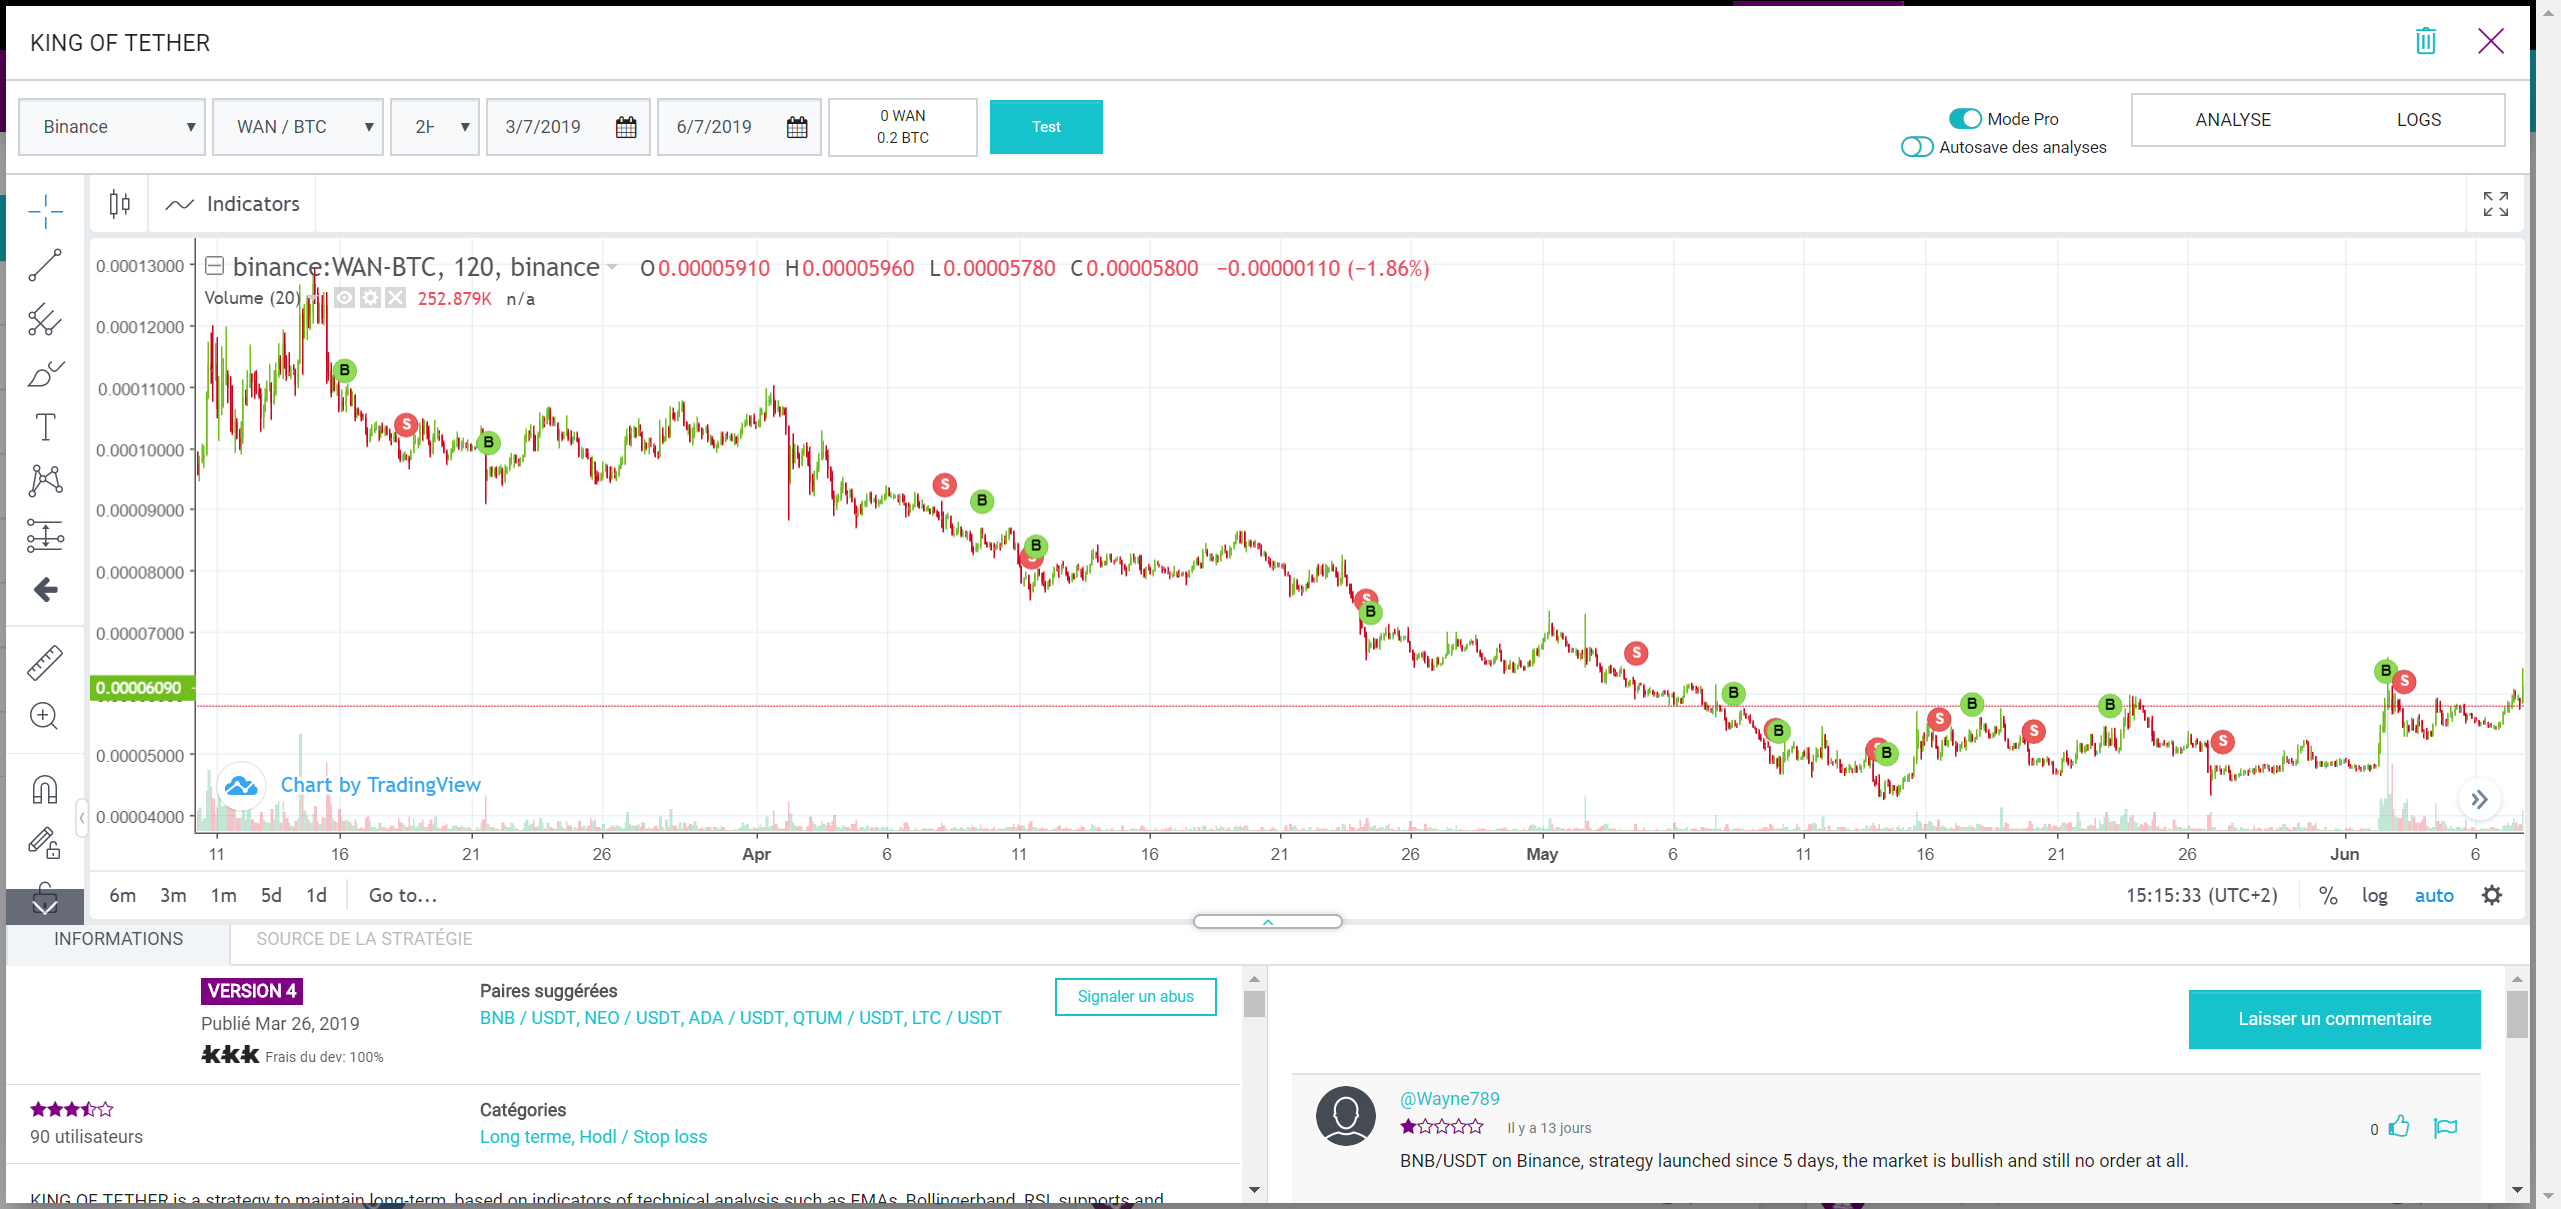 KING OF TETHER
Binance
WAN / BTC
2H
3/7/2019
6/7/2019
0 WAN
0.2 BTC
Test
Mode Pro
Autosave des analyses
ANALYSE
LOGS
Indicators
binance:WAN-BTC, 120, binance
O0.00005910 H0.00005960 L0.00005780 C0.00005800 −0.00000110 (−1.86%)
Volume (20)
252.879K n/a
0.00013000
0.00012000
0.00011000
0.00010000
0.00009000
0.00008000
0.00007000
0.00006090
0.00005000
0.00004000
B
S
B
S
B
B
S
B
S
B
B
B
S
B
S
B
S
B
S
Chart by TradingView
11 16 21 26 Apr 6 11 16 21 26 May 6 11 16 21 26 Jun 6
6m 3m 1m 5d 1d Go to...
15:15:33 (UTC+2) % log auto
INFORMATIONS
SOURCE DE LA STRATÉGIE
VERSION 4
Publié Mar 26, 2019
Frais du dev: 100%
Paires suggérées
BNB / USDT, NEO / USDT, ADA / USDT, QTUM / USDT, LTC / USDT
Signaler un abus
90 utilisateurs
Catégories
Long terme, Hodl / Stop loss
KING OF TETHER is a strategy to maintain long-term, based on indicators of technical analysis such as EMAs, Bollingerband, RSI, supports and
Laisser un commentaire
@Wayne789
Il y a 13 jours
0
BNB/USDT on Binance, strategy launched since 5 days, the market is bullish and still no order at all.